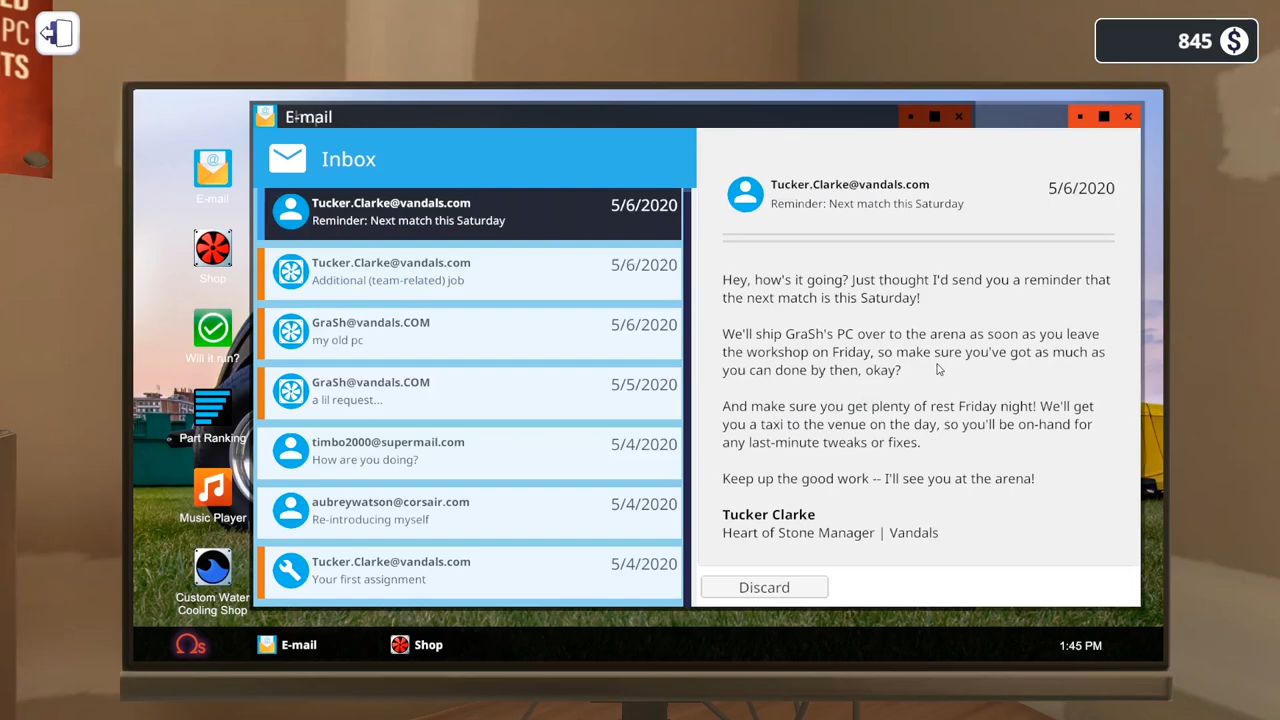 ED
PC
TS
845 $
E-mail
Inbox
Tucker.Clarke@vandals.com
5/6/2020
Reminder: Next match this Saturday
Tucker.Clarke@vandals.com
5/6/2020
Additional (team-related) job
GraSh@vandals.COM
5/6/2020
my old pc
GraSh@vandals.COM
5/5/2020
a lil request...
timbo2000@supermail.com
5/4/2020
How are you doing?
aubreywatson@corsair.com
5/4/2020
Re-introducing myself
Tucker.Clarke@vandals.com
5/4/2020
Your first assignment
Tucker.Clarke@vandals.com
5/6/2020
Reminder: Next match this Saturday
Hey, how's it going? Just thought I'd send you a reminder that
the next match is this Saturday!
We'll ship GraSh's PC over to the arena as soon as you leave
the workshop on Friday, so make sure you've got as much as
you can done by then, okay?
And make sure you get plenty of rest Friday night! We'll get
you a taxi to the venue on the day, so you'll be on-hand for
any last-minute tweaks or fixes.
Keep up the good work -- I'll see you at the arena!
Tucker Clarke
Heart of Stone Manager | Vandals
Discard
E-mail
Shop
Will it run?
Part Ranking
Music Player
Custom Water
Cooling Shop
Ωs
E-mail
Shop
1:45 PM